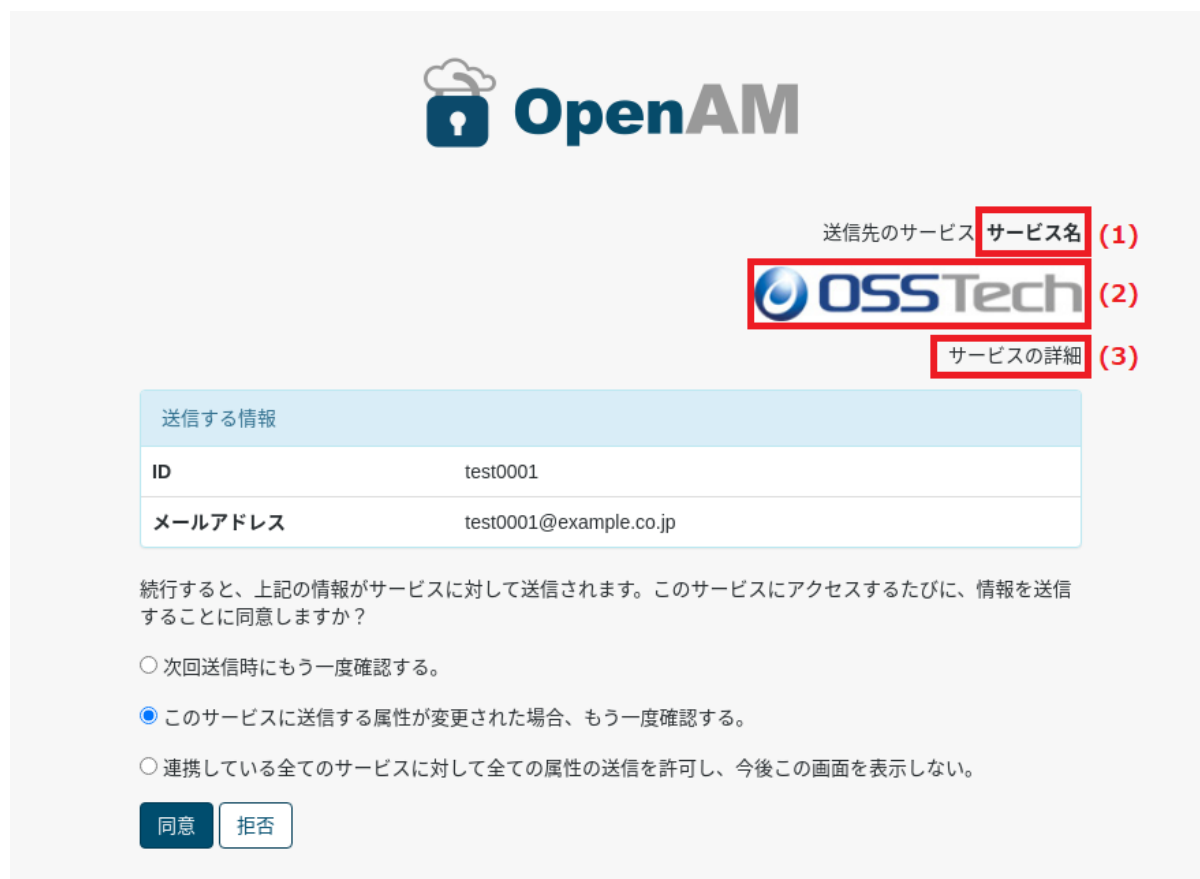 OpenAM
送信先のサービス サービス名 (1)
OSSTech (2)
サービスの詳細 (3)
送信する情報
ID test0001
メールアドレス test0001@example.co.jp
続行すると、上記の情報がサービスに対して送信されます。このサービスにアクセスするたびに、情報を送信
することに同意しますか？
次回送信時にもう一度確認する。
このサービスに送信する属性が変更された場合、もう一度確認する。
連携している全てのサービスに対して全ての属性の送信を許可し、今後この画面を表示しない。
同意 拒否